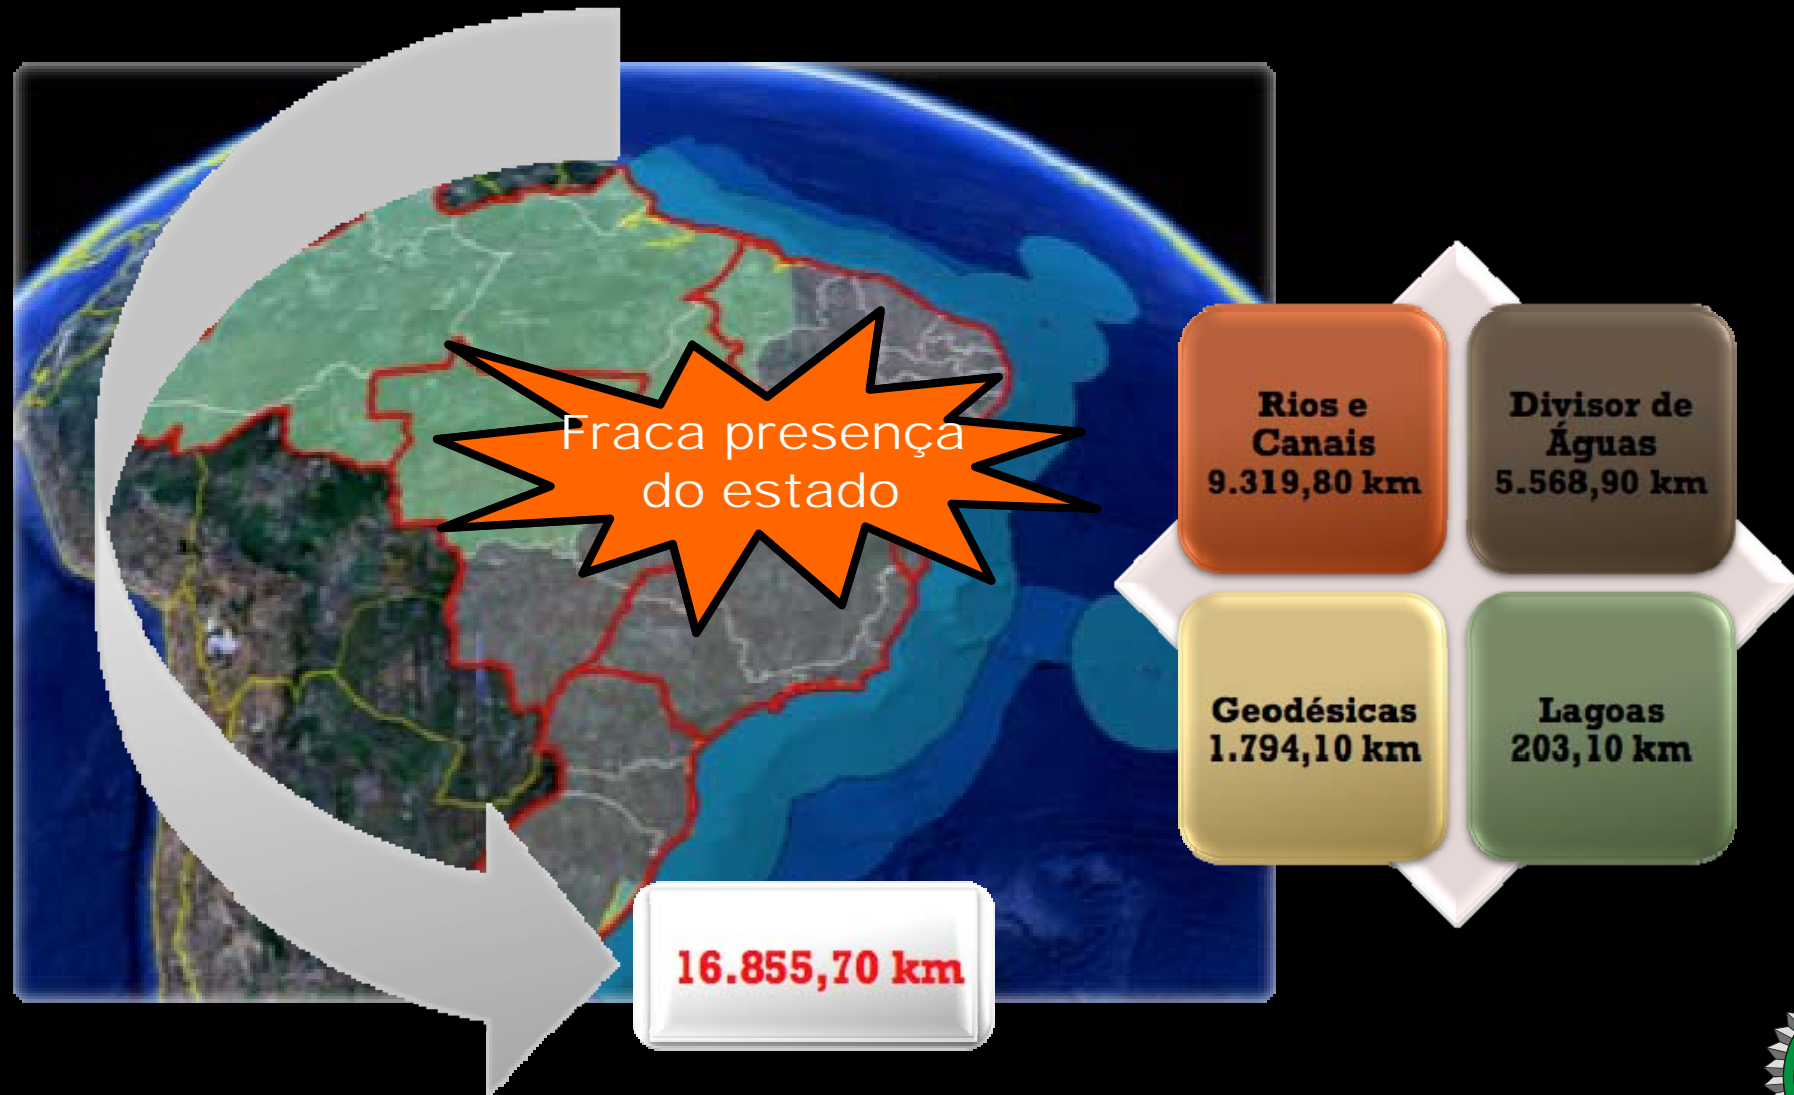 Fraca presença
do estado
Rios e
Canais
9.319,80 km
Divisor de
Águas
5.568,90 km
Geodésicas
1.794,10 km
Lagoas
203,10 km
16.855,70 km